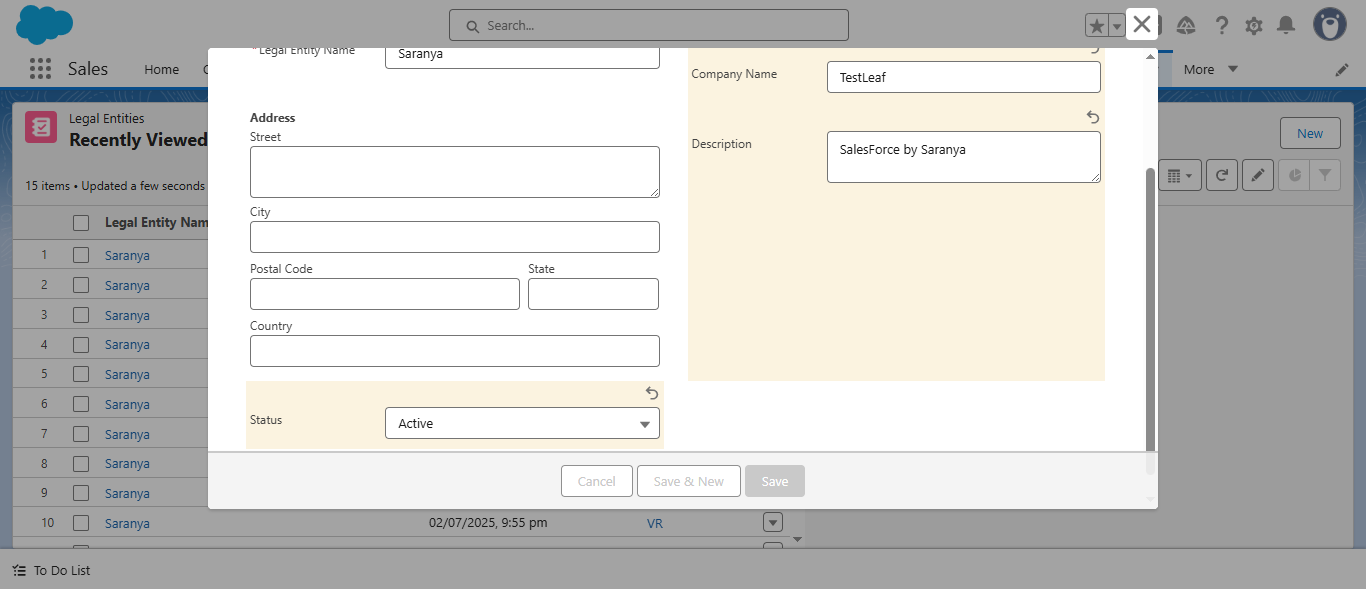 Search...
Sales
Home
More
Legal Entities
Recently Viewed
New
15 items • Updated a few seconds
Legal Entity Nam
1 Saranya
2 Saranya
3 Saranya
4 Saranya
5 Saranya
6 Saranya
7 Saranya
8 Saranya
9 Saranya
10 Saranya 02/07/2025, 9:55 pm VR
*Legal Entity Name Saranya
Company Name TestLeaf
Address
Street
Description SalesForce by Saranya
City
Postal Code State
Country
Status Active
Cancel Save & New Save
To Do List